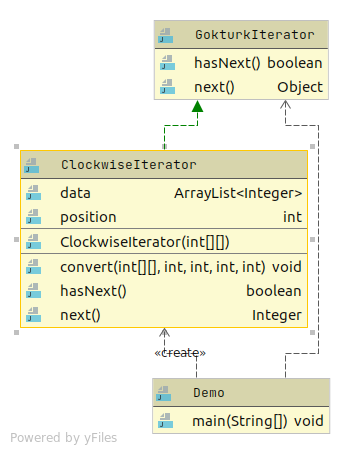 GokturkIterator
hasNext() boolean
next() Object
ClockwiseIterator
data ArrayList<Integer>
position int
ClockwiseIterator(int[][])
convert(int[][], int, int, int, int) void
hasNext() boolean
next() Integer
«create»
Demo
main(String[]) void
Powered by yFiles